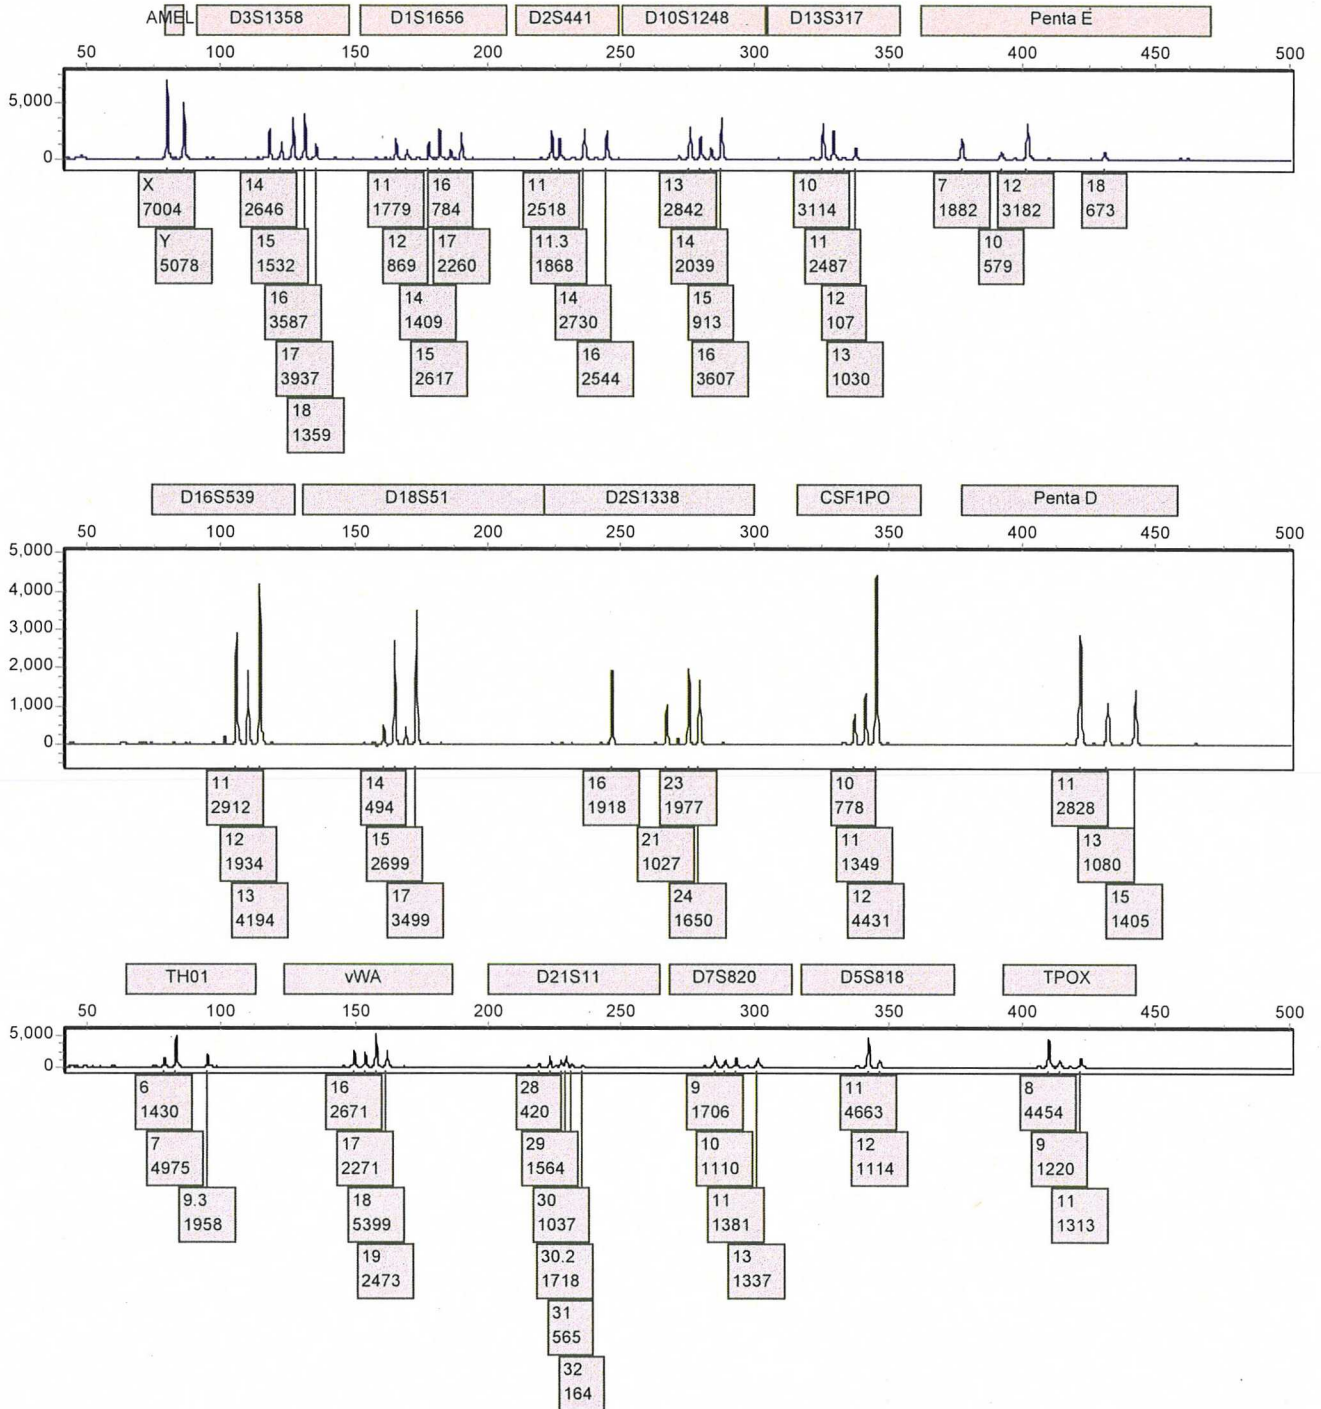 AMEL D3S1358 D1S1656 D2S441 D10S1248 D13S317 Penta E
50 100 150 200 250 300 350 400 450 500
5,000
0
X 14 11 16 11 13 10 7 12 18
7004 2646 1779 784 2518 2842 3114 1882 3182 673
Y 15 12 17 11.3 14 11 10
5078 1532 869 2260 1868 2039 2487 579
16 14 14 15 12
3587 1409 2730 913 107
17 15 16 16 13
3937 2617 2544 3607 1030
18
1359
D16S539 D18S51 D2S1338 CSF1PO Penta D
50 100 150 200 250 300 350 400 450 500
5,000
4,000
3,000
2,000
1,000
0
11 14 16 23 10 11
2912 494 1918 1977 778 2828
12 15 21 11 13
1934 2699 1027 1349 1080
13 17 24 12 15
4194 3499 1650 4431 1405
TH01 vWA D21S11 D7S820 D5S818 TPOX
50 100 150 200 250 300 350 400 450 500
5,000
0
6 16 28 9 11 8
1430 2671 420 1706 4663 4454
7 17 29 10 12 9
4975 2271 1564 1110 1114 1220
9.3 18 30 11 11
1958 5399 1037 1381 1313
19 30.2 13
2473 1718 1337
31
565
32
164